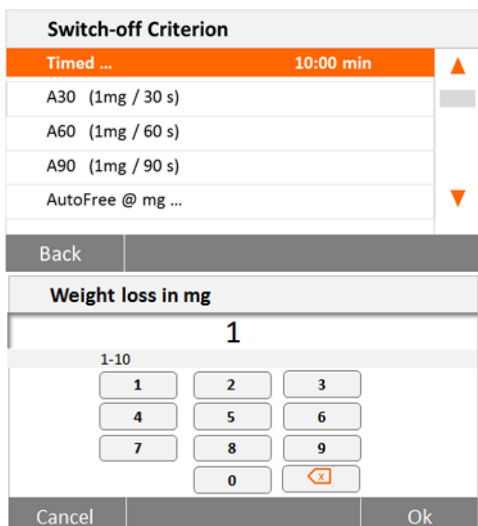 Switch-off Criterion
Timed ... 10:00 min
A30 (1mg / 30 s)
A60 (1mg / 60 s)
A90 (1mg / 90 s)
AutoFree @ mg ...
Back
Weight loss in mg
1
1-10
1 2 3
4 5 6
7 8 9
0 x
Cancel Ok